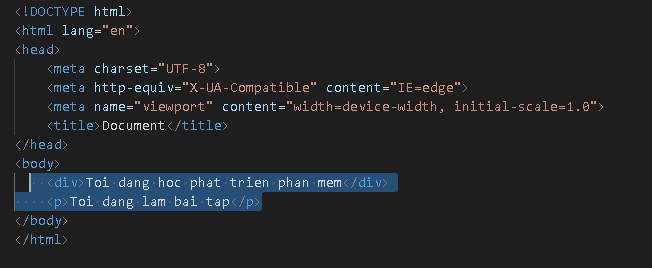 <!DOCTYPE html>
<html lang="en">
<head>
    <meta charset="UTF-8">
    <meta http-equiv="X-UA-Compatible" content="IE=edge">
    <meta name="viewport" content="width=device-width, initial-scale=1.0">
    <title>Document</title>
</head>
<body>
    <div>Toi dang hoc phat trien phan mem</div>
    <p>Toi dang lam bai tap</p>
</body>
</html>